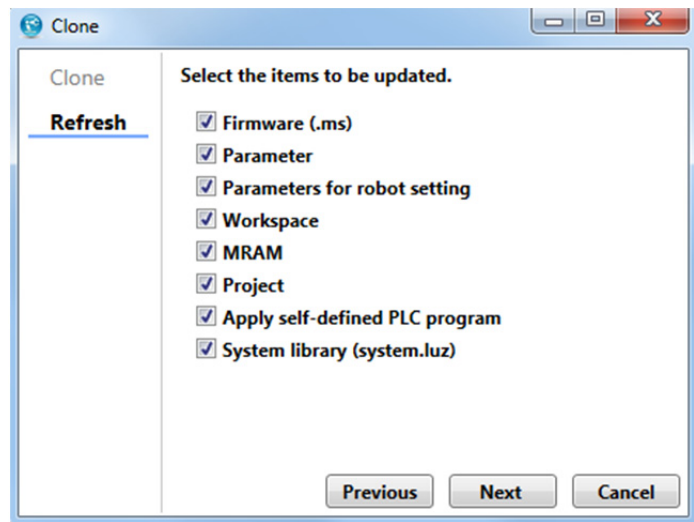 Clone
Clone
Refresh
Select the items to be updated.
Firmware (.ms)
Parameter
Parameters for robot setting
Workspace
MRAM
Project
Apply self-defined PLC program
System library (system.luz)
Previous Next Cancel